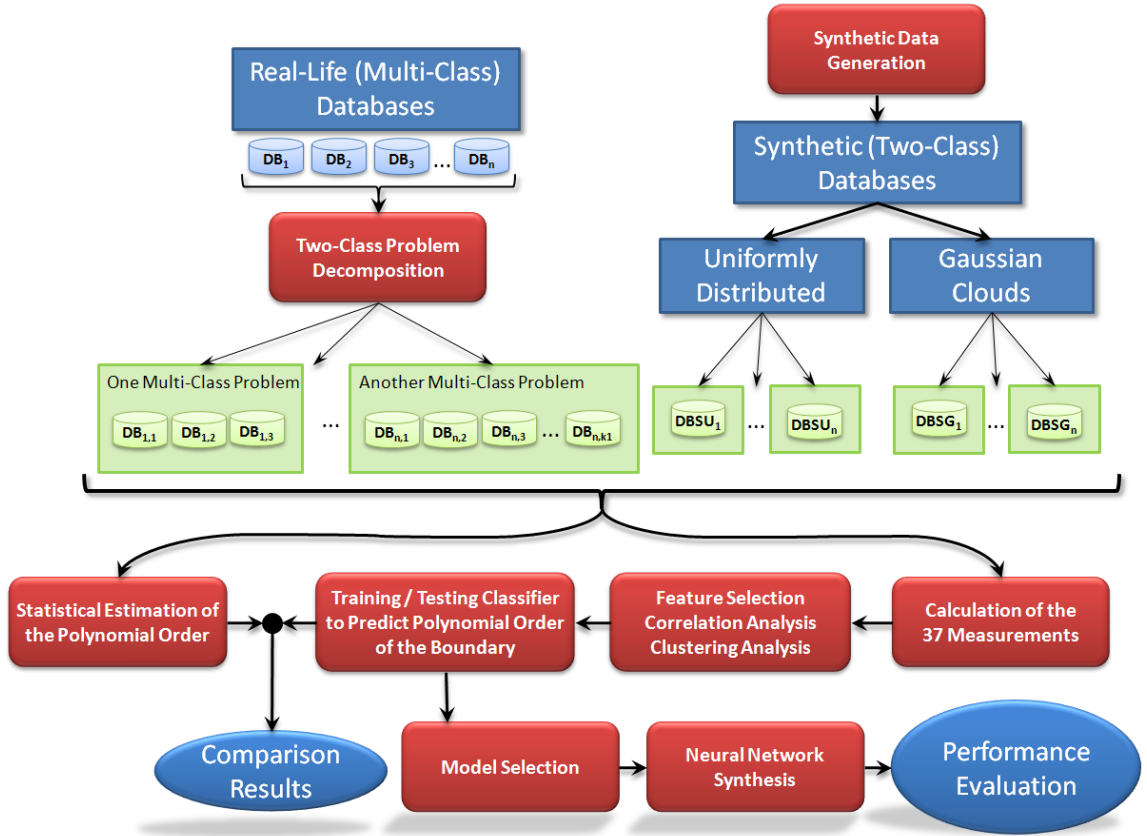 Synthetic Data
Generation
Real-Life (Multi-Class)
Databases
DB1 DB2 DB3 ... DBn
Synthetic (Two-Class)
Databases
Two-Class Problem
Decomposition
Uniformly
Distributed
Gaussian
Clouds
One Multi-Class Problem
DB1,1 DB1,2 DB1,3
...
Another Multi-Class Problem
DBn,1 DBn,2 DBn,3 ... DBn,k1
DBSU1 ... DBSUn
DBSG1 ... DBSGn
Statistical Estimation of
the Polynomial Order
Training / Testing Classifier
to Predict Polynomial Order
of the Boundary
Feature Selection
Correlation Analysis
Clustering Analysis
Calculation of the
37 Measurements
Comparison
Results
Model Selection
Neural Network
Synthesis
Performance
Evaluation